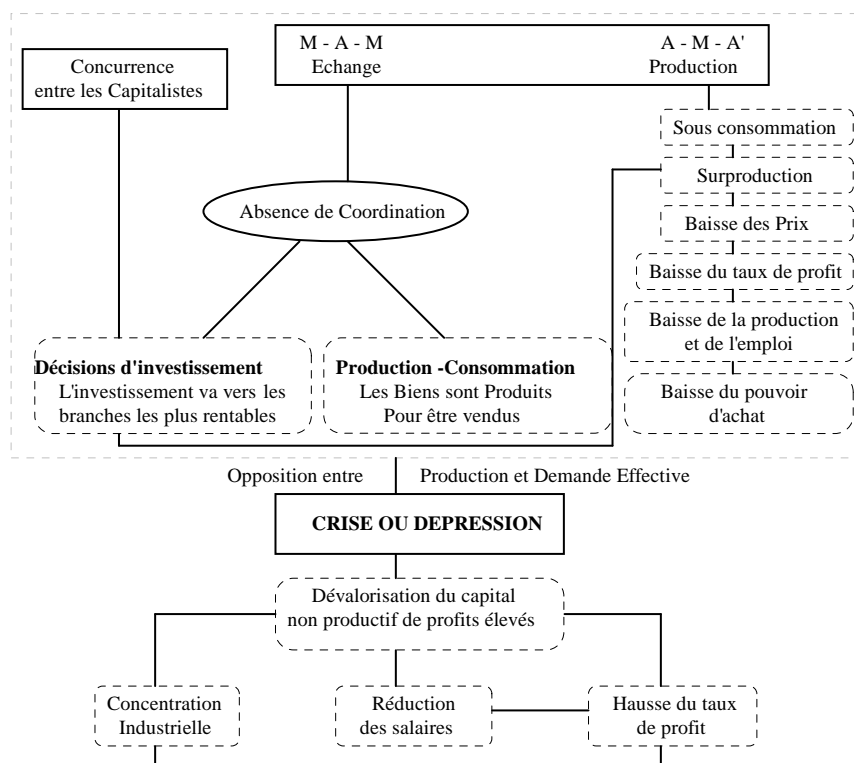 M - A - M
Echange
A - M - A'
Production
Concurrence
entre les Capitalistes
Sous consommation
Surproduction
Absence de Coordination
Baisse des Prix
Baisse du taux de profit
Baisse de la production
et de l'emploi
Baisse du pouvoir
d'achat
Décisions d'investissement
L'investissement va vers les
branches les plus rentables
Production -Consommation
Les Biens sont Produits
Pour être vendus
Opposition entre
Production et Demande Effective
CRISE OU DEPRESSION
Dévalorisation du capital
non productif de profits élevés
Concentration
Industrielle
Réduction
des salaires
Hausse du taux
de profit